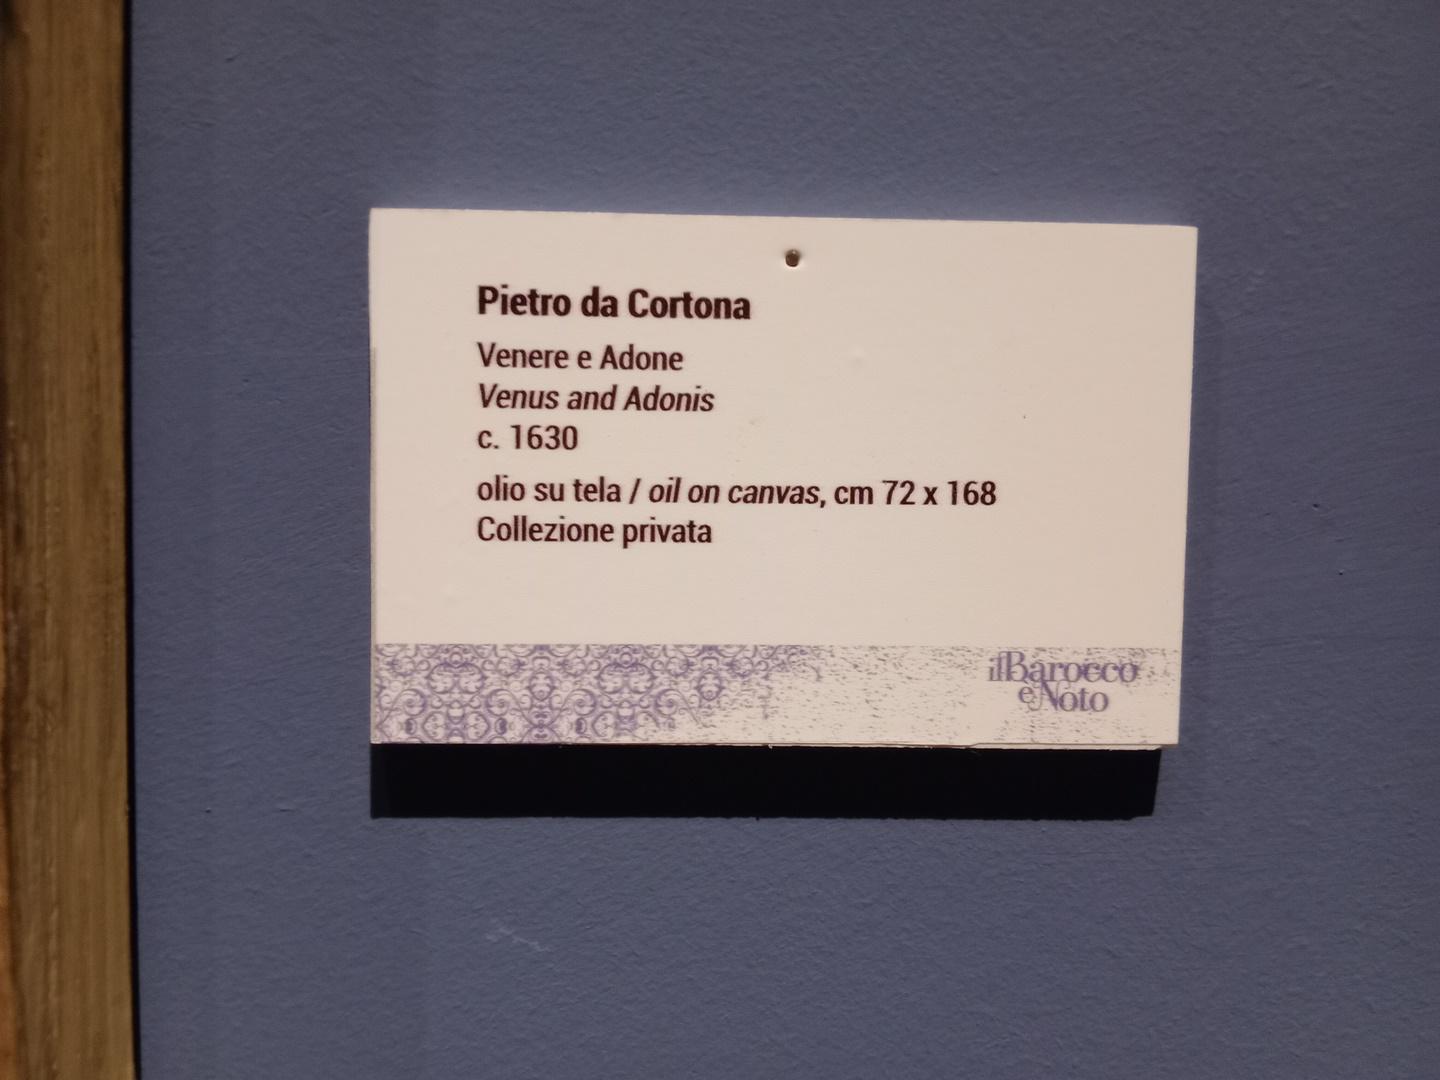 Pietro da Cortona
Venere e Adone
Venus and Adonis
c. 1630
olio su tela / oil on canvas, cm 72 x 168
Collezione privata
il Barocco
e Noto